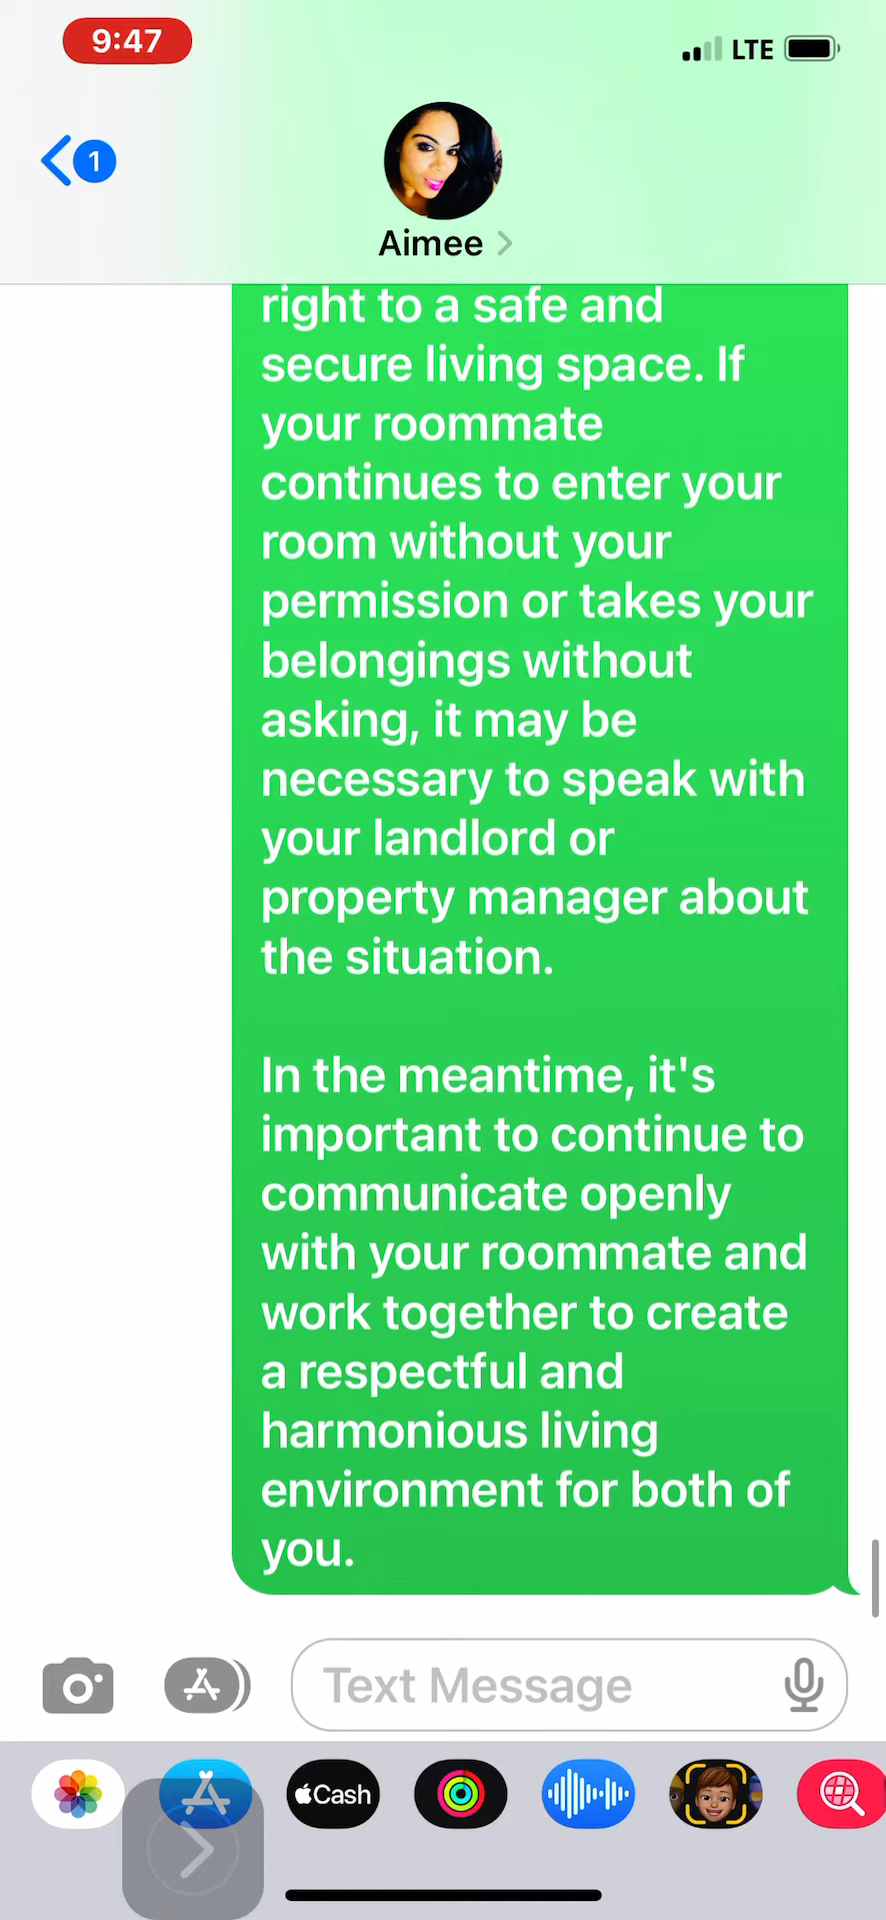 9:47
LTE
1
Aimee
right to a safe and
secure living space. If
your roommate
continues to enter your
room without your
permission or takes your
belongings without
asking, it may be
necessary to speak with
your landlord or
property manager about
the situation.
In the meantime, it's
important to continue to
communicate openly
with your roommate and
work together to create
a respectful and
harmonious living
environment for both of
you.
Text Message
Cash